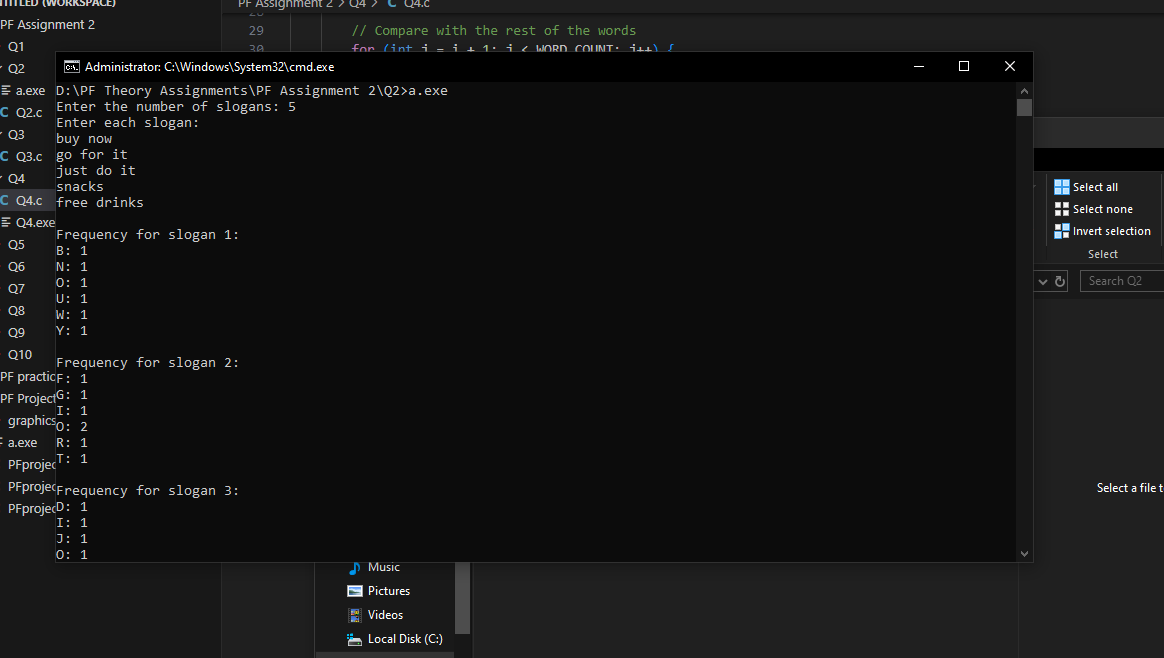 TITLED (WORKSPACE)
PF Assignment 2
Q1
Q2
a.exe
C Q2.c
Q3
C Q3.c
Q4
C Q4.c
Q4.exe
Q5
Q6
Q7
Q8
Q9
Q10
PF practic
PF Project
graphics
a.exe
PFprojec
PFprojec
PFprojec
PF Assignment 2 > Q4 > C Q4.c
28
29 // Compare with the rest of the words
30 for (int j = i + 1; j < WORD_COUNT; j++) {
Administrator: C:\Windows\System32\cmd.exe
D:\PF Theory Assignments\PF Assignment 2\Q2>a.exe
Enter the number of slogans: 5
Enter each slogan:
buy now
go for it
just do it
snacks
free drinks
Frequency for slogan 1:
B: 1
N: 1
O: 1
U: 1
W: 1
Y: 1
Frequency for slogan 2:
F: 1
G: 1
I: 1
O: 2
R: 1
T: 1
Frequency for slogan 3:
D: 1
I: 1
J: 1
O: 1
Select all
Select none
Invert selection
Select
Search Q2
Select a file t
Music
Pictures
Videos
Local Disk (C:)